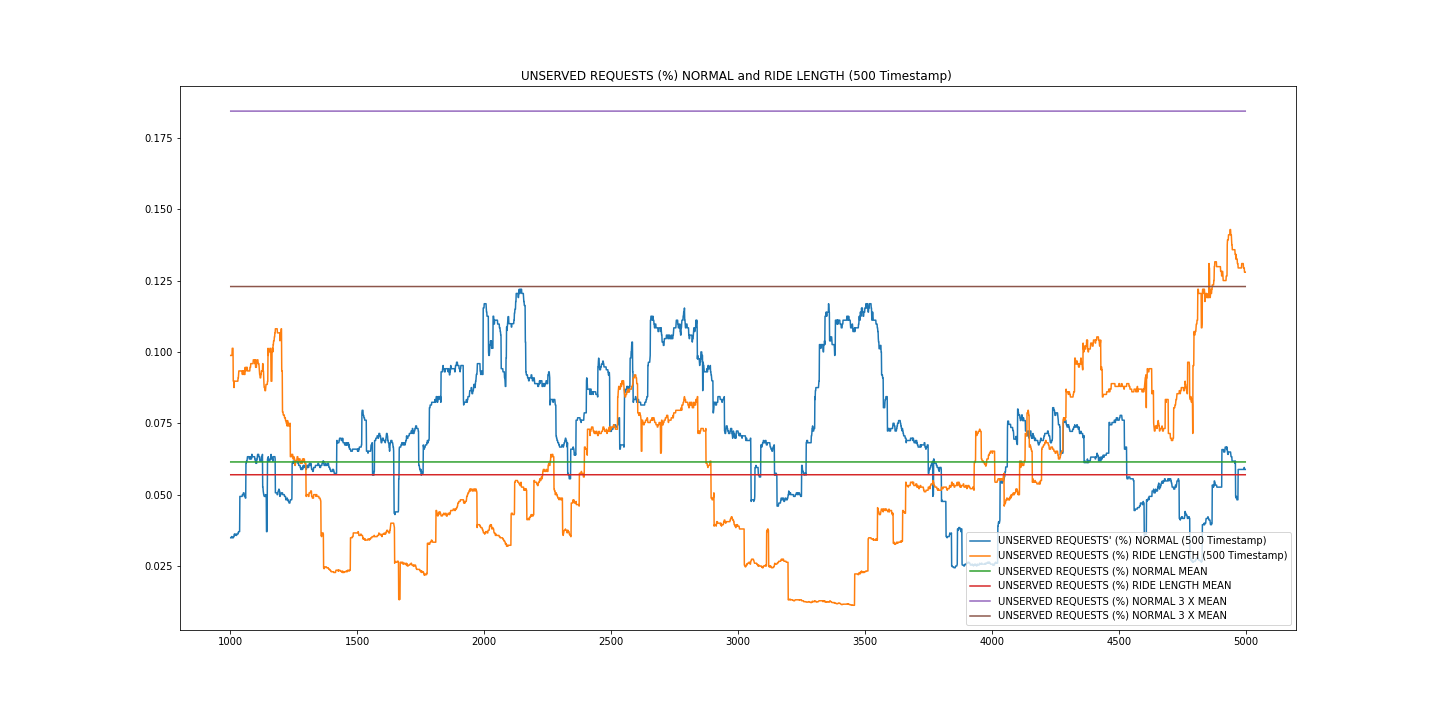 UNSERVED REQUESTS (%) NORMAL and RIDE LENGTH (500 Timestamp)
0.175
0.150
0.125
0.100
0.075
0.050
0.025
UNSERVED REQUESTS' (%) NORMAL (500 Timestamp)
UNSERVED REQUESTS (%) RIDE LENGTH (500 Timestamp)
UNSERVED REQUESTS (%) NORMAL MEAN
UNSERVED REQUESTS (%) RIDE LENGTH MEAN
UNSERVED REQUESTS (%) NORMAL 3 X MEAN
UNSERVED REQUESTS (%) NORMAL 3 X MEAN
1000 1500 2000 2500 3000 3500 4000 4500 5000